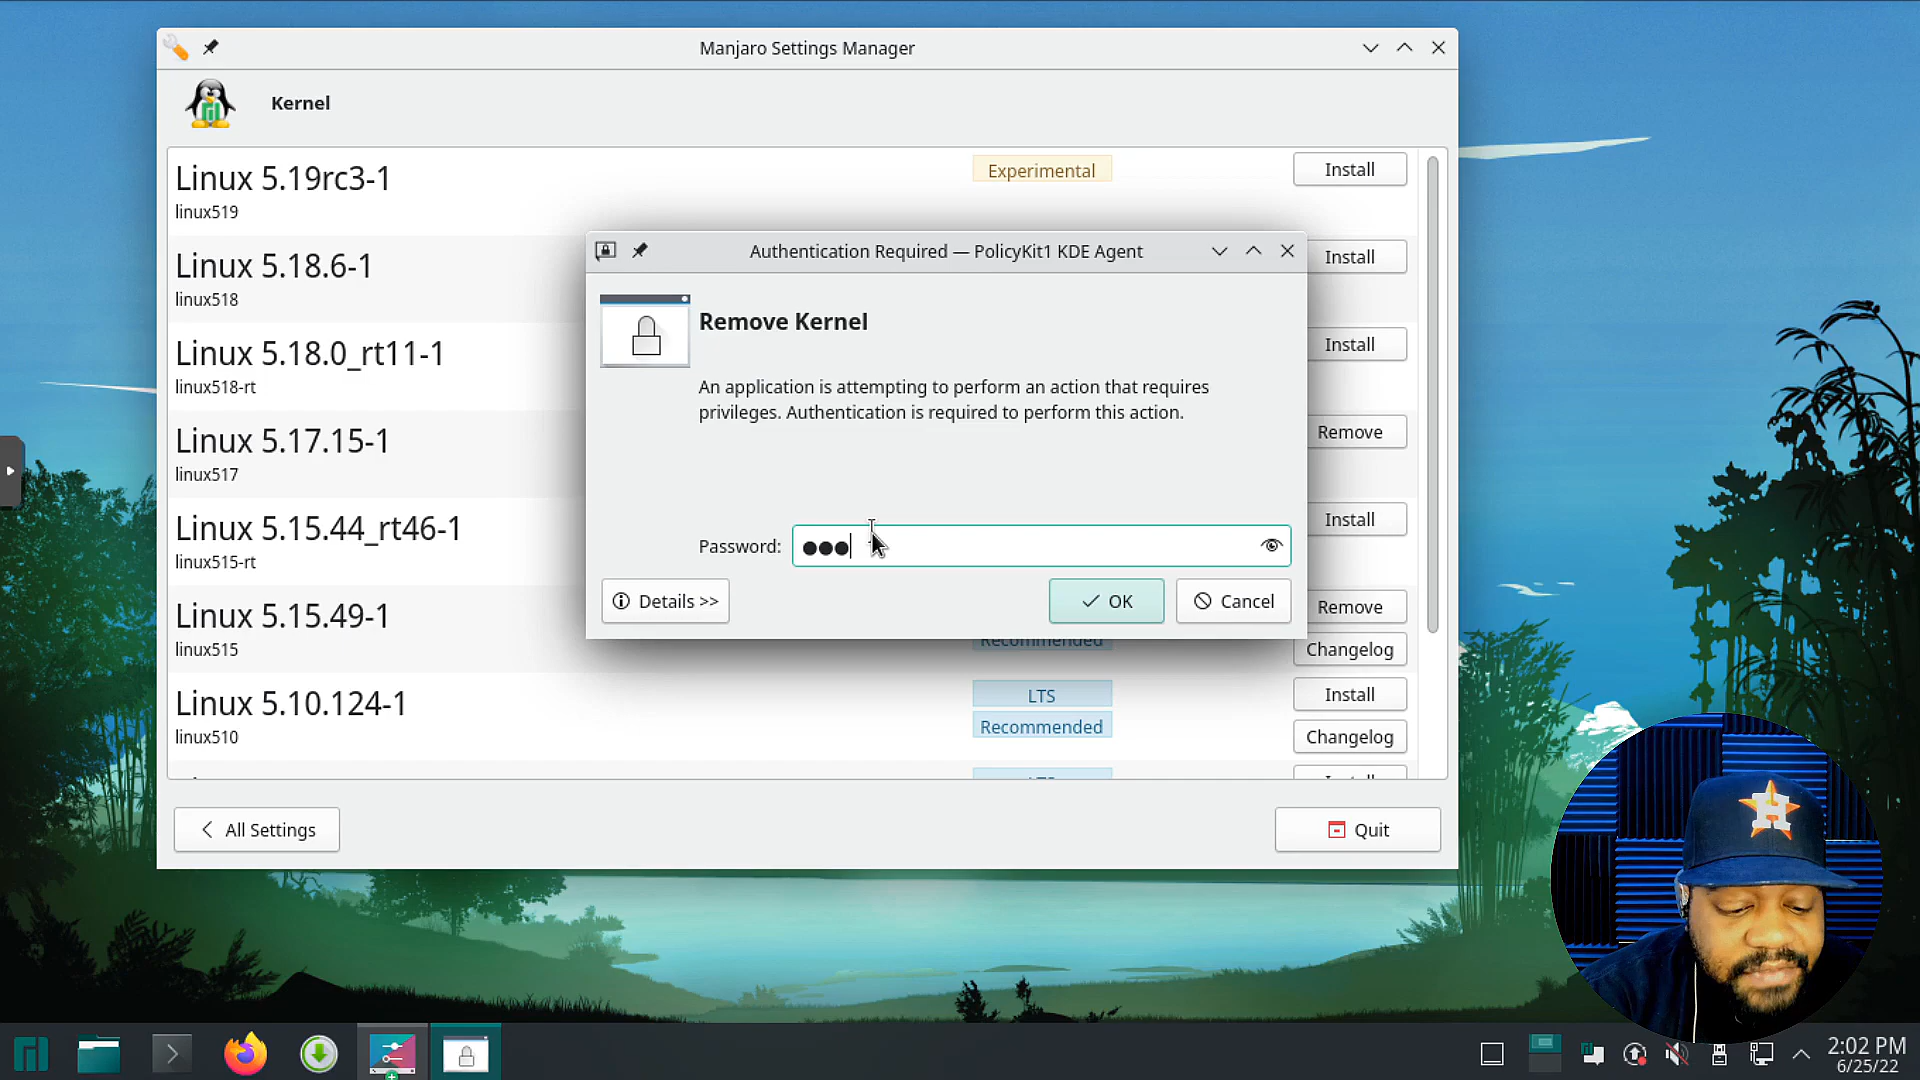 Manjaro Settings Manager
Kernel
Linux 5.19rc3-1
linux519
Experimental
Install
Linux 5.18.6-1
linux518
Install
Linux 5.18.0_rt11-1
linux518-rt
Install
Linux 5.17.15-1
linux517
Remove
Linux 5.15.44_rt46-1
linux515-rt
Install
Linux 5.15.49-1
linux515
Recommended
Remove
Changelog
Linux 5.10.124-1
linux510
LTS
Recommended
Install
Changelog
Authentication Required — PolicyKit1 KDE Agent
Remove Kernel
An application is attempting to perform an action that requires
privileges. Authentication is required to perform this action.
Password:
Details >>
OK
Cancel
All Settings
Quit
H
2:02 PM
6/25/22